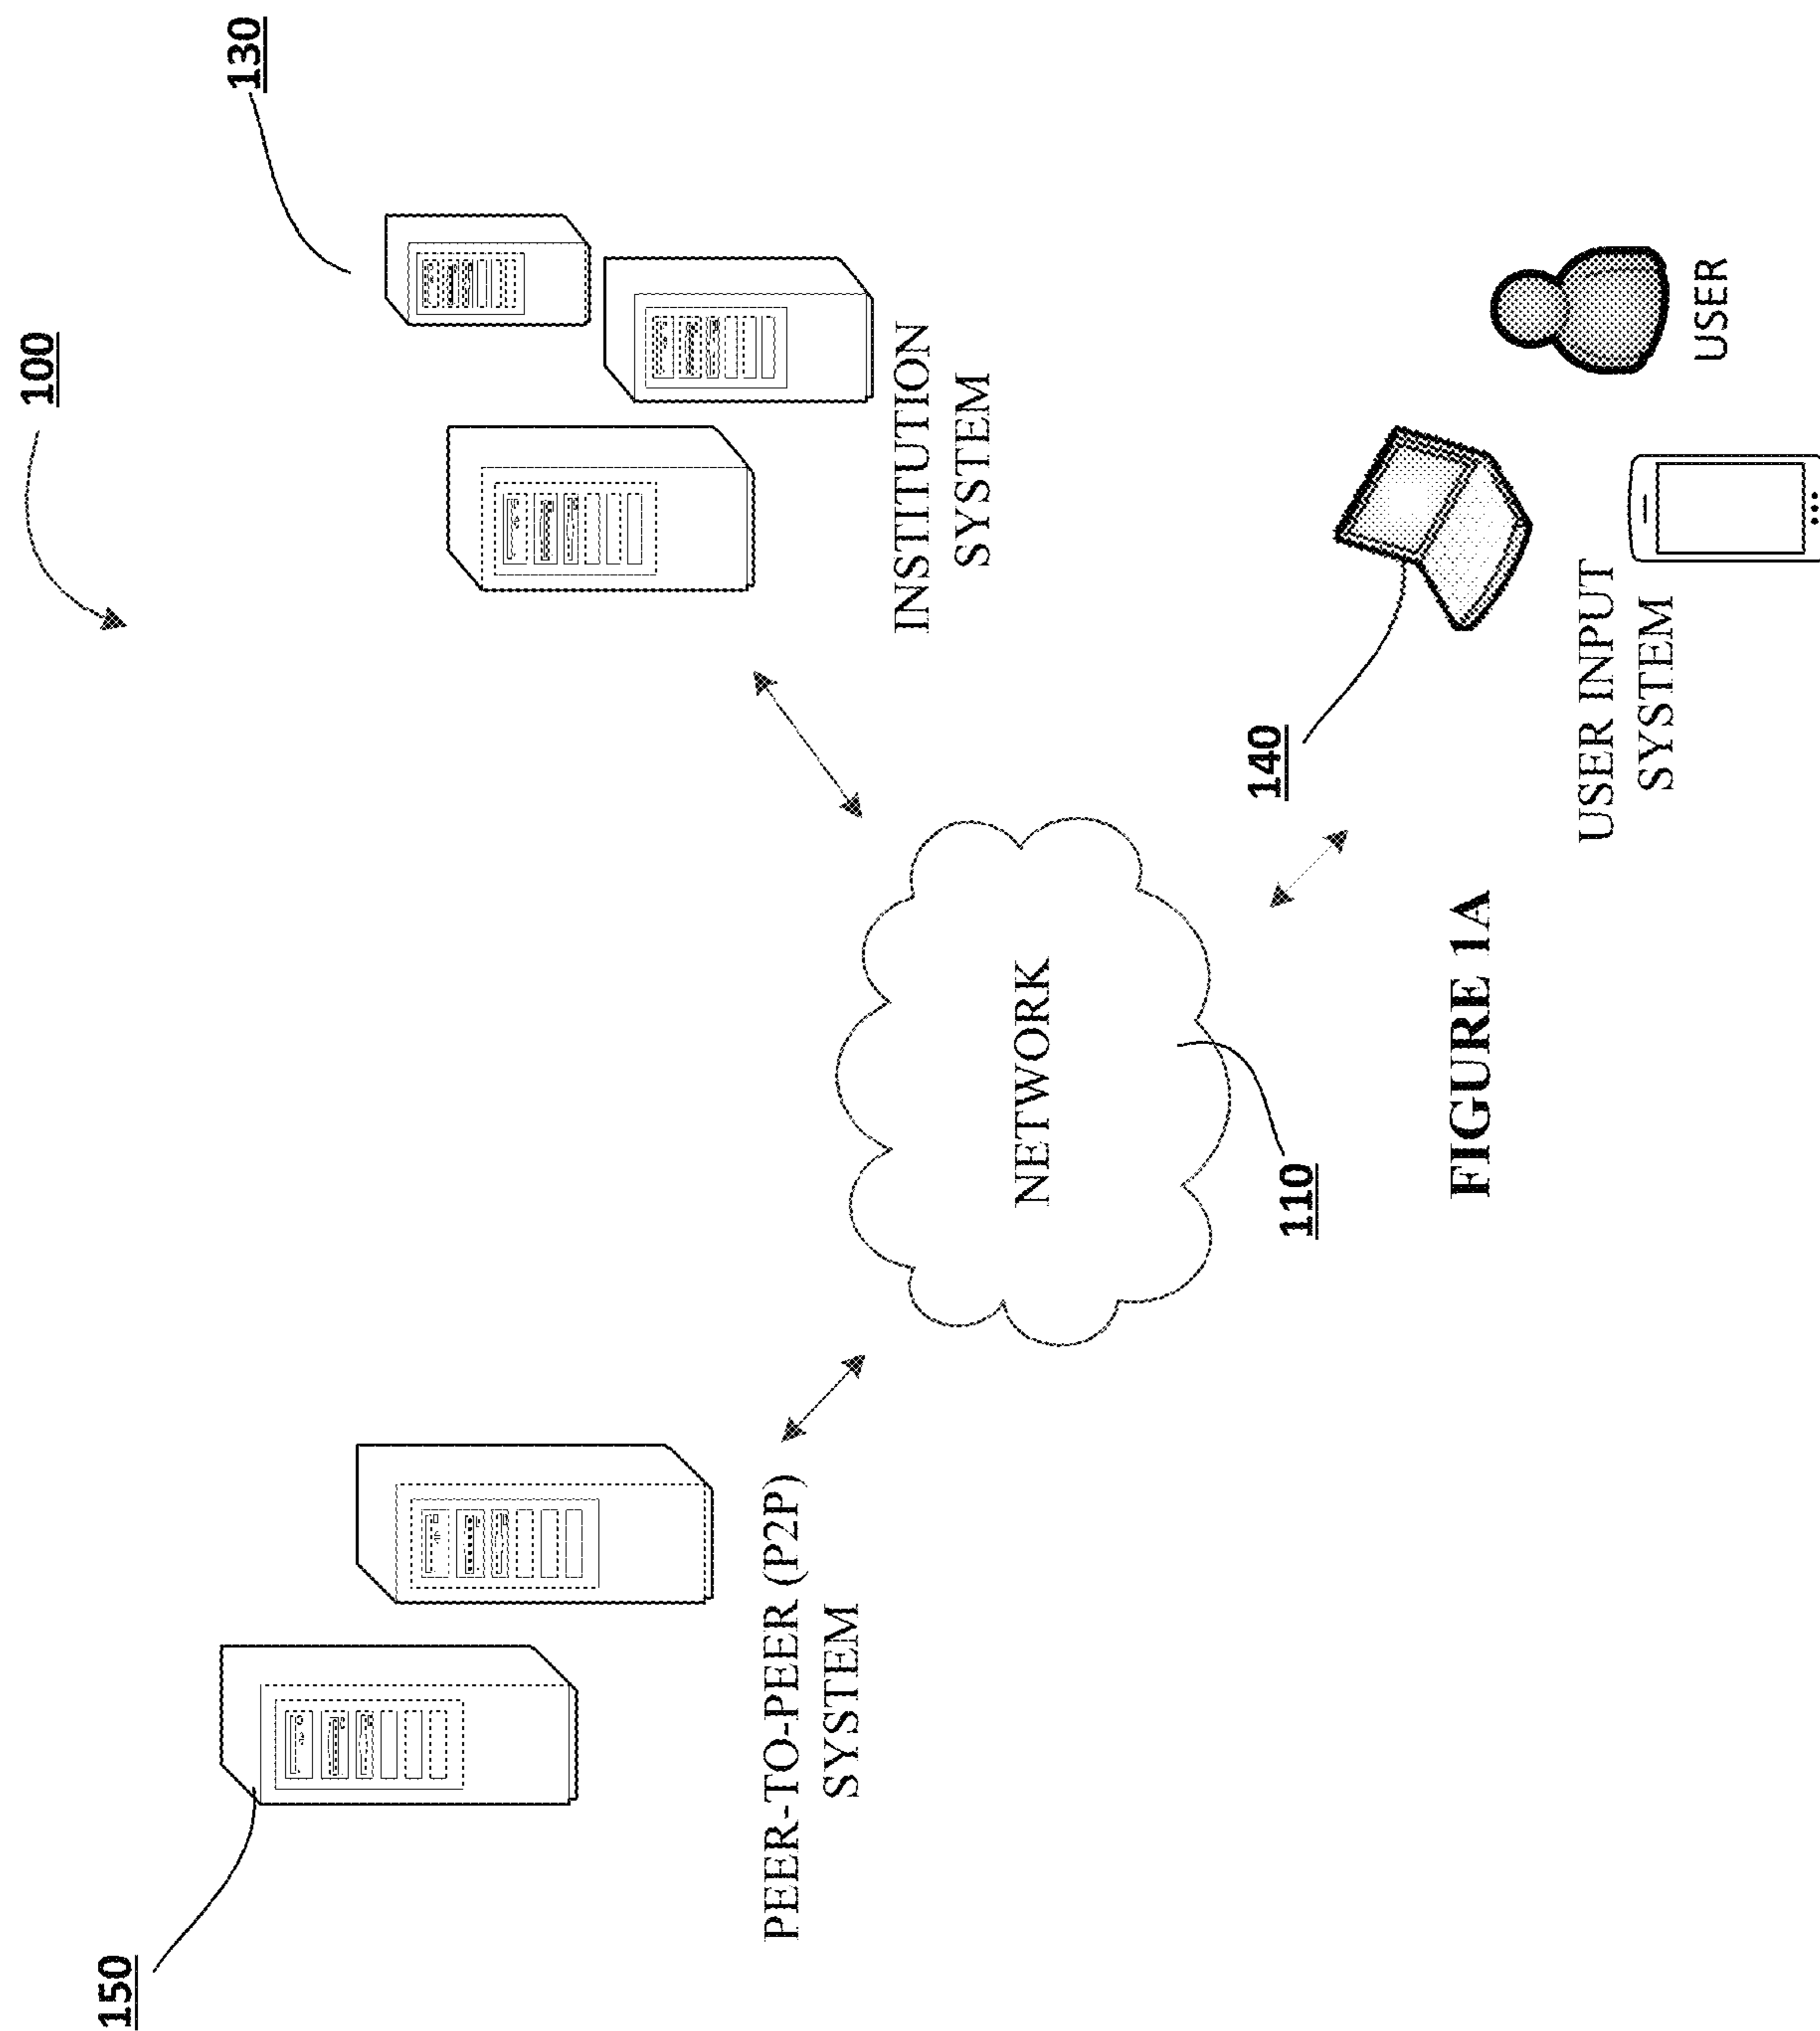 100
130
150
INSTITUTION
SYSTEM
PEER-TO-PEER (P2P)
SYSTEM
NETWORK
110
140
USER INPUT
SYSTEM
USER
FIGURE 1A